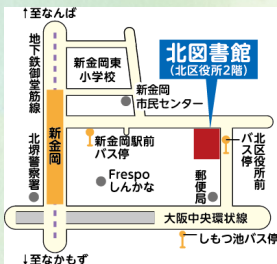 ↑至なんば
地下鉄御堂筋線
新金岡東
小学校
北図書館
(北区役所2階)
新金岡
市民センター
新金岡
新金岡駅前
バス停
北区役所前
バス停
北堺警察署
Frespo
しんかな
郵便局
大阪中央環状線
しもつ池バス停
↓至なかもず